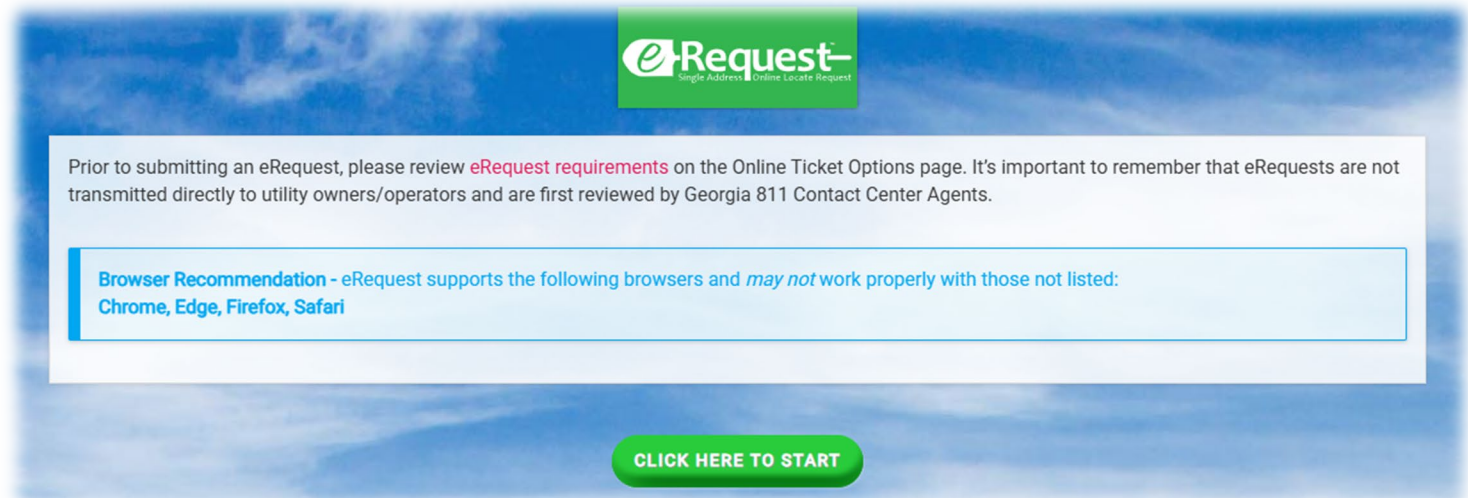 e-Request
Single Address Online Locate Request
Prior to submitting an eRequest, please review eRequest requirements on the Online Ticket Options page. It’s important to remember that eRequests are not
transmitted directly to utility owners/operators and are first reviewed by Georgia 811 Contact Center Agents.
Browser Recommendation - eRequest supports the following browsers and may not work properly with those not listed:
Chrome, Edge, Firefox, Safari
CLICK HERE TO START